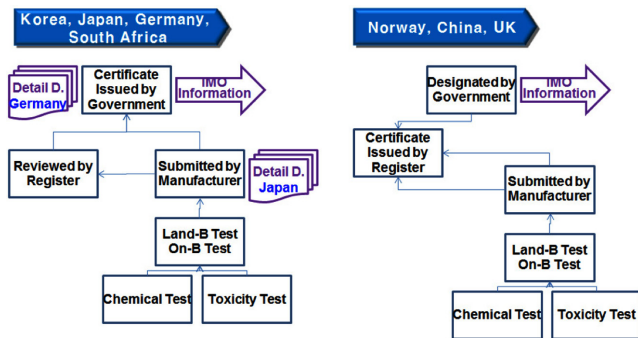 Korea, Japan, Germany,
South Africa
Detail D.
Germany
Certificate
Issued by
Government
IMO
Information
Reviewed by
Register
Submitted by
Manufacturer
Detail D.
Japan
Land-B Test
On-B Test
Chemical Test
Toxicity Test
Norway, China, UK
Designated by
Government
IMO
Information
Certificate
Issued by
Register
Submitted by
Manufacturer
Land-B Test
On-B Test
Chemical Test
Toxicity Test